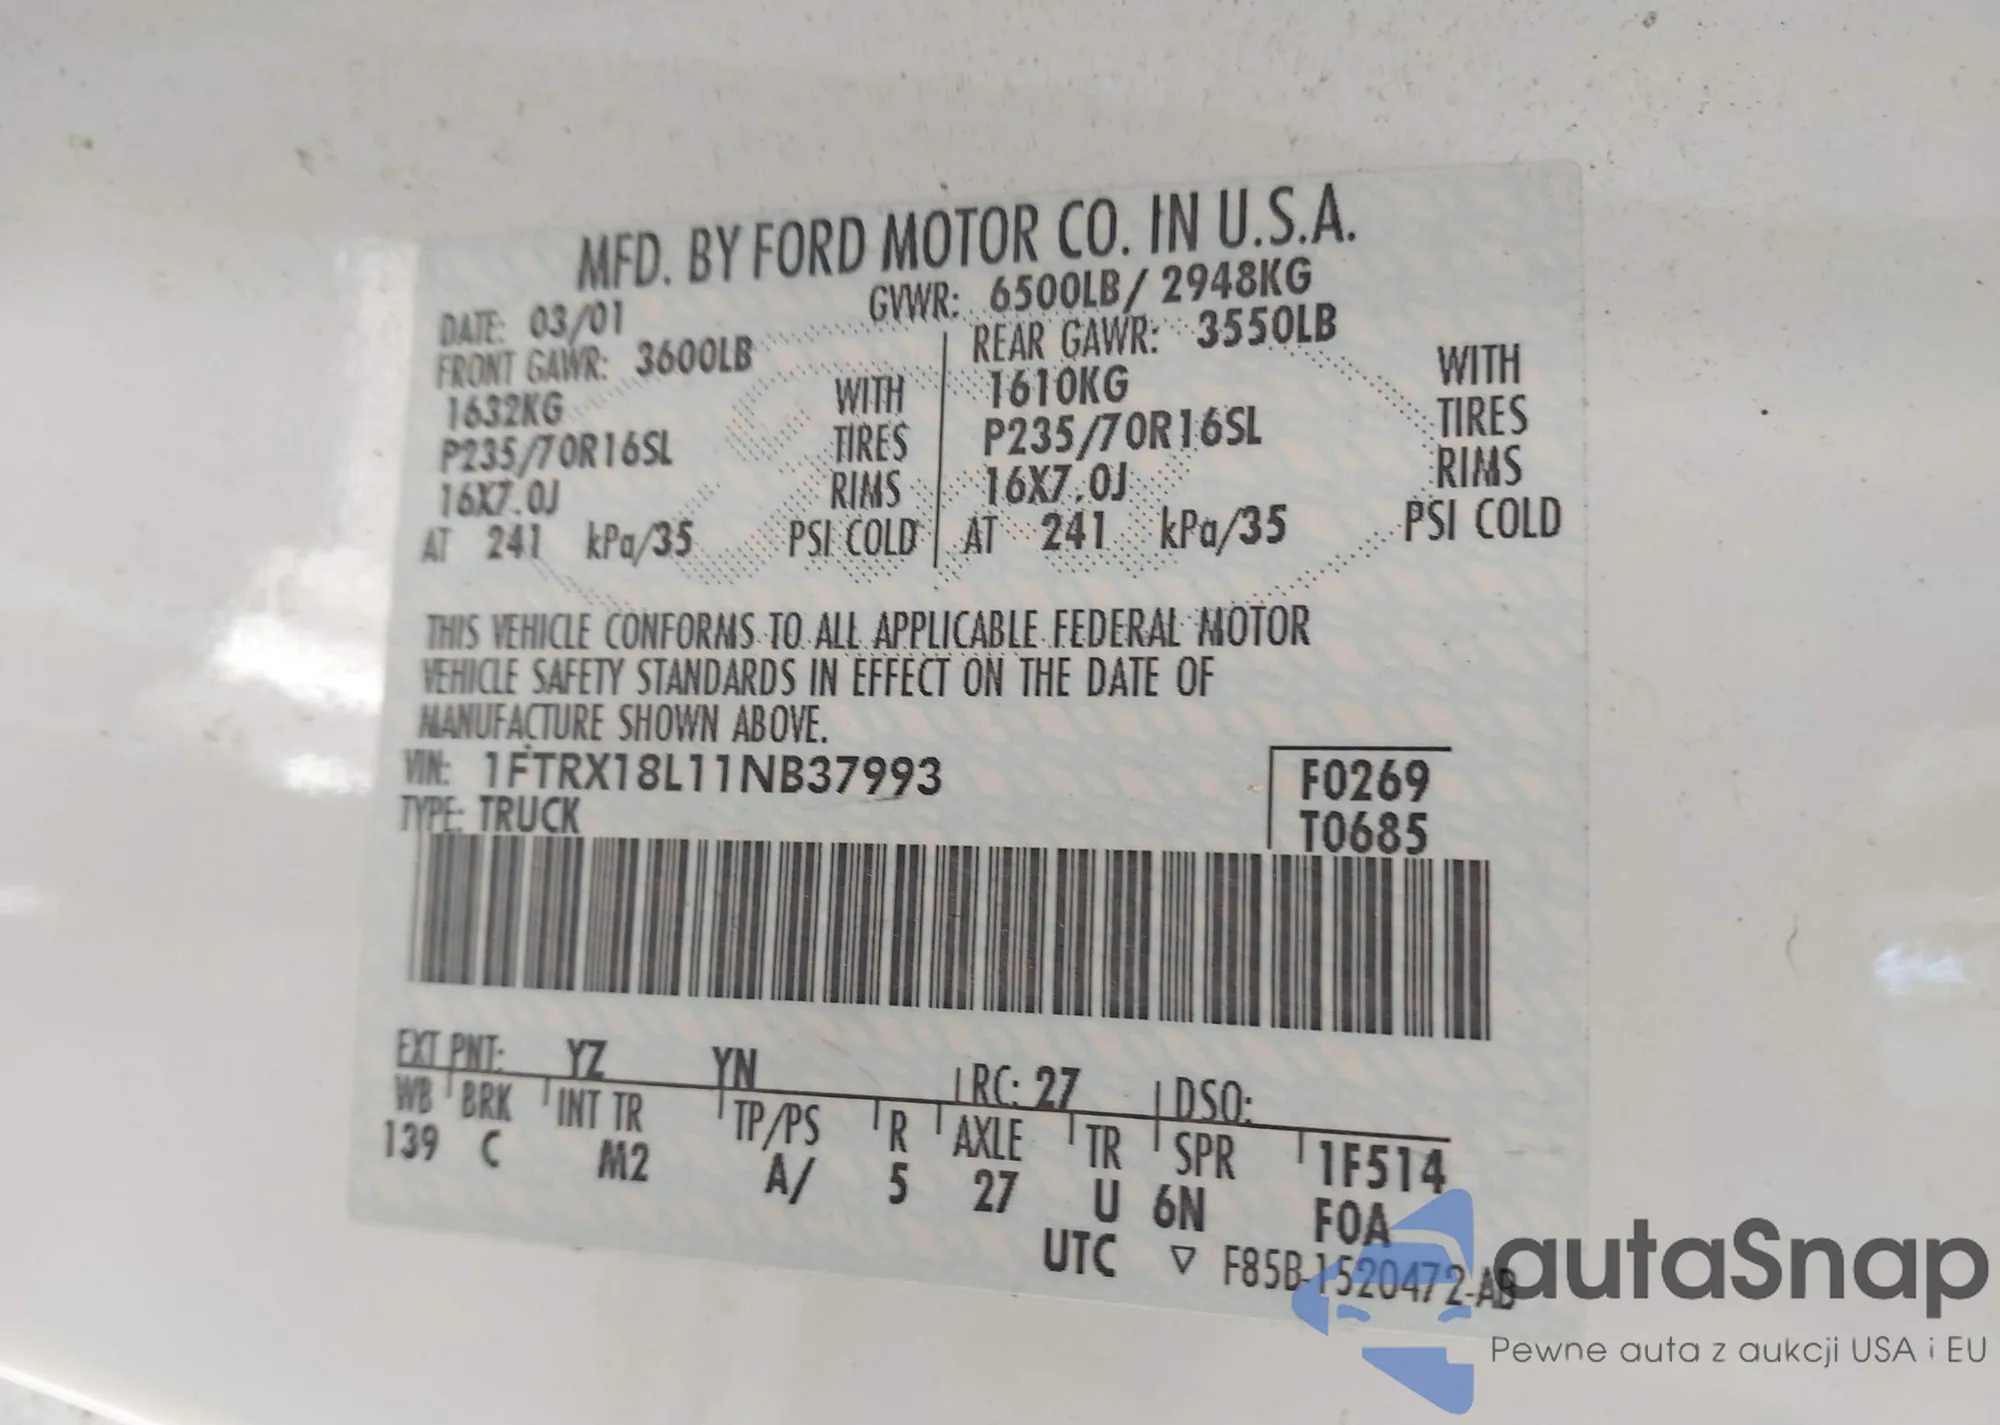 MFD. BY FORD MOTOR CO. IN U.S.A.
DATE: 03/01 GVWR: 6500LB/ 2948KG
FRONT GAWR: 3600LB REAR GAWR: 3550LB
1632KG WITH 1610KG WITH
P235/70R16SL TIRES P235/70R16SL TIRES
16X7.0J RIMS 16X7.0J RIMS
AT 241 kPa/35 PSI COLD AT 241 kPa/35 PSI COLD
THIS VEHICLE CONFORMS TO ALL APPLICABLE FEDERAL MOTOR
VEHICLE SAFETY STANDARDS IN EFFECT ON THE DATE OF
MANUFACTURE SHOWN ABOVE.
VIN: 1FTRX18L11NB37993 F0269
TYPE: TRUCK T0685
EXT PNT: YZ YN RC: 27 DSO:
WB BRK INT TR TP/PS R AXLE TR SPR 1F514
139 C M2 A/ 5 27 U 6N F0A
UTC ▽ F85B-1520472-AB
autaSnap
Pewne auta z aukcji USA i EU